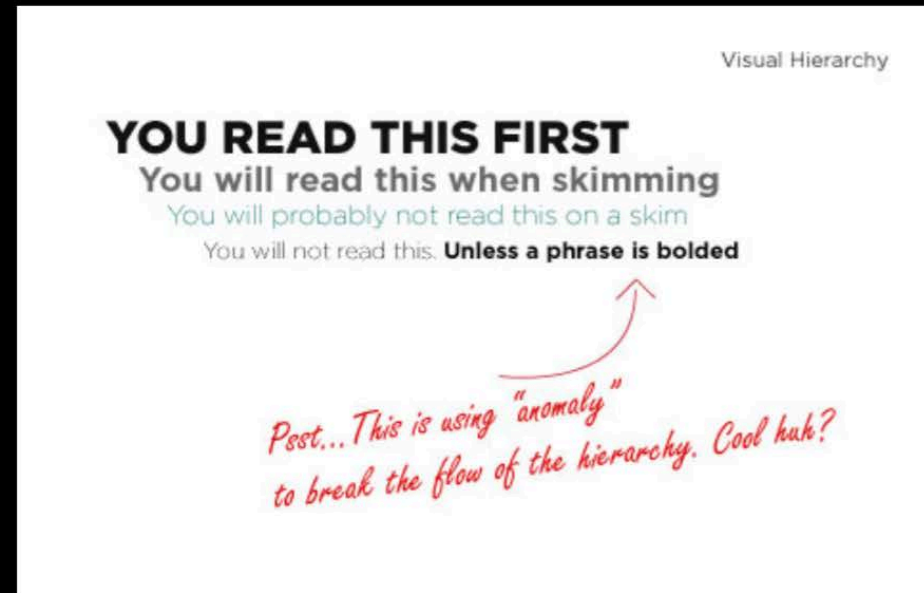 Visual Hierarchy
YOU READ THIS FIRST
You will read this when skimming
You will probably not read this on a skim
You will not read this. Unless a phrase is bolded
Psst...This is using "anomaly"
to break the flow of the hierarchy. Cool huh?